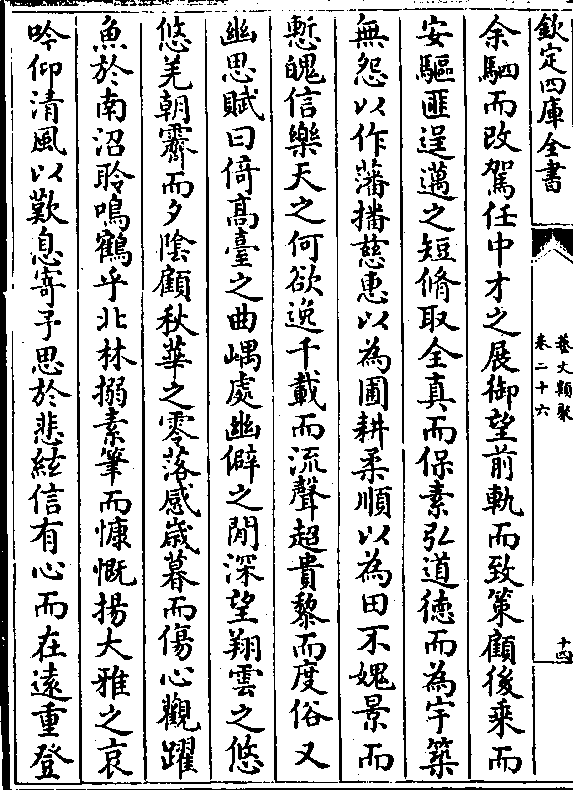 欽定四庫全書
藝文類聚
卷二十六
十四
余駟而改駕任中才之展御望前軌而致策顧後乗而
安驅匪逞邁之短脩取全真而保素弘道徳而為宇築
無怨以作藩播慈惠以為圃耕柔順以為田不媿景而
慙魄信樂天之何欲逸千載而流聲超貴黎而度俗又
幽思賦曰倚髙臺之曲嵎處幽僻之閒深望翔雲之悠
悠羌朝霽而夕隂顧秋華之零落感嵗暮而傷心觀躍
魚於南沼聆鳴鶴乎北林搦素筆而慷慨揚大雅之哀
吟仰清風以歎息寄予思於悲絃信有心而在逺重登